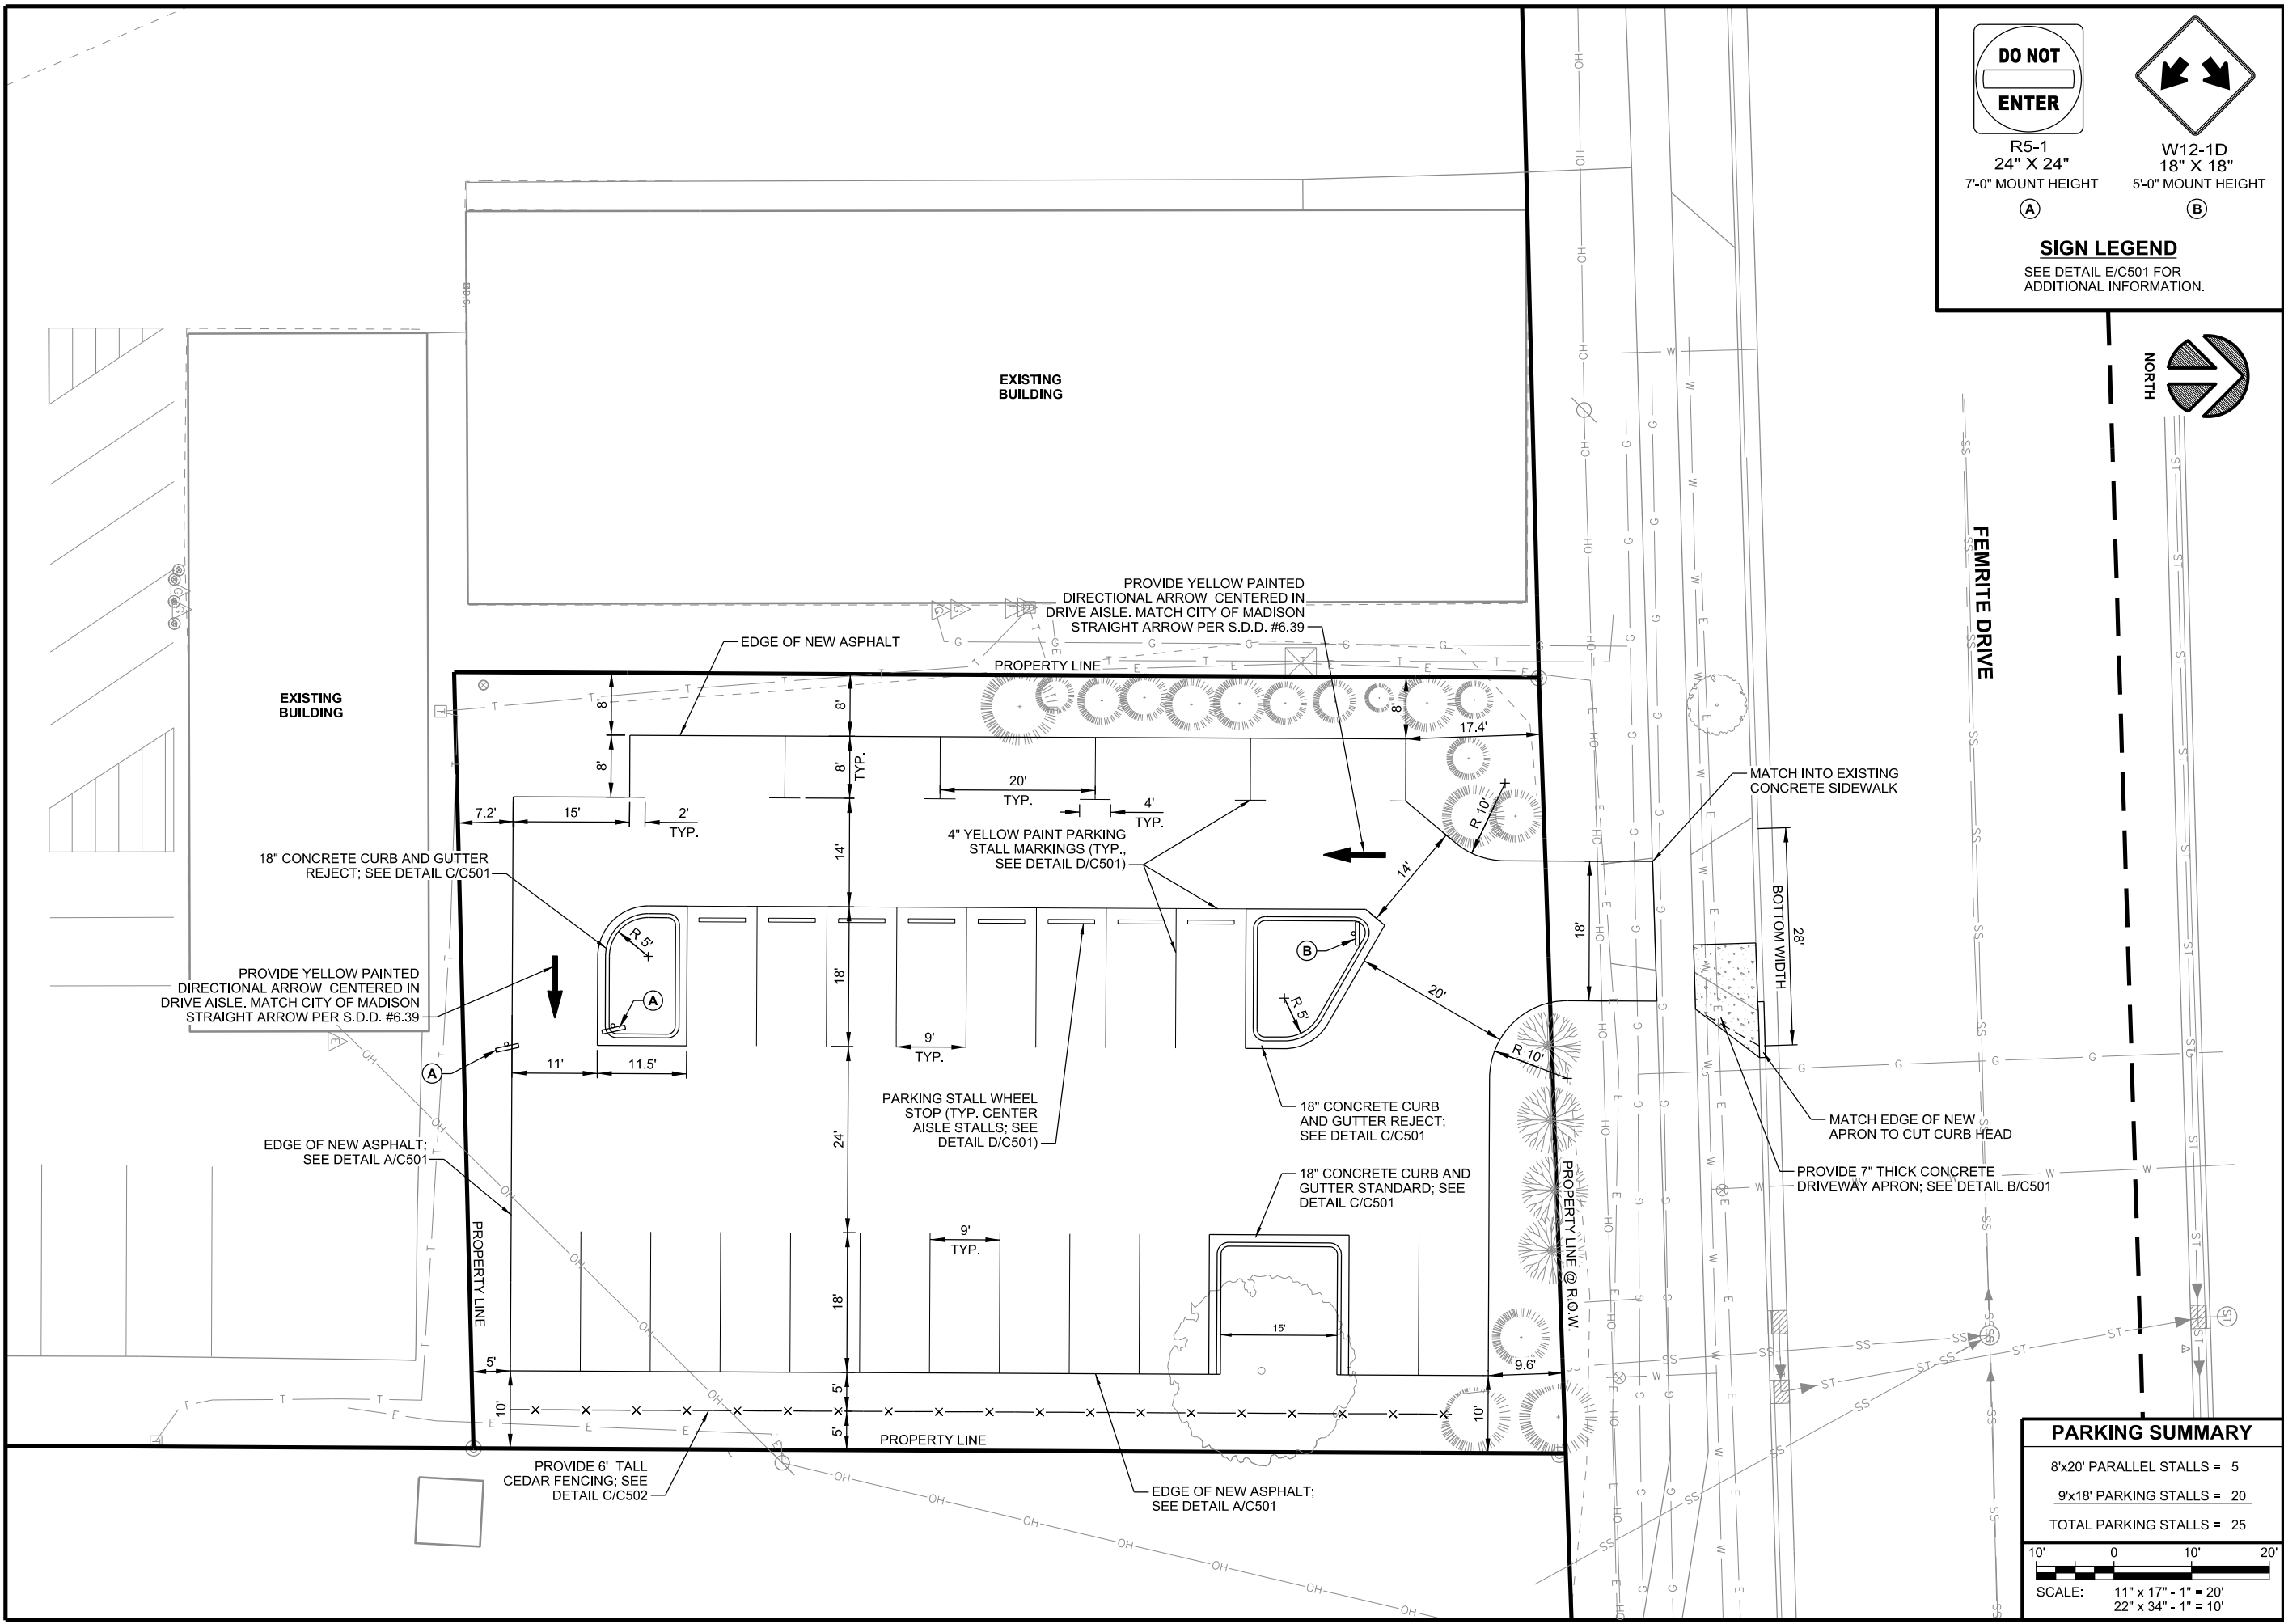 DO NOT
ENTER
R5-1
24" X 24"
7'-0" MOUNT HEIGHT
A
W12-1D
18" X 18"
5'-0" MOUNT HEIGHT
B
SIGN LEGEND
SEE DETAIL E/C501 FOR
ADDITIONAL INFORMATION.
NORTH
FEMRITE DRIVE
EXISTING
BUILDING
EXISTING
BUILDING
PROVIDE YELLOW PAINTED
DIRECTIONAL ARROW CENTERED IN
DRIVE AISLE. MATCH CITY OF MADISON
STRAIGHT ARROW PER S.D.D. #6.39
EDGE OF NEW ASPHALT
PROPERTY LINE
8'
8'
8'
17.4'
8'
8'
TYP.
20'
TYP.
4'
TYP.
7.2'
15'
2'
TYP.
R 10'
MATCH INTO EXISTING
CONCRETE SIDEWALK
4" YELLOW PAINT PARKING
STALL MARKINGS (TYP.,
SEE DETAIL D/C501)
14'
14'
18" CONCRETE CURB AND GUTTER
REJECT; SEE DETAIL C/C501
R 5'
A
B
R 5'
18'
18'
20'
28'
BOTTOM WIDTH
PROVIDE YELLOW PAINTED
DIRECTIONAL ARROW CENTERED IN
DRIVE AISLE. MATCH CITY OF MADISON
STRAIGHT ARROW PER S.D.D. #6.39
A
11'
11.5'
9'
TYP.
R 10'
PARKING STALL WHEEL
STOP (TYP. CENTER
AISLE STALLS; SEE
DETAIL D/C501)
18" CONCRETE CURB
AND GUTTER REJECT;
SEE DETAIL C/C501
MATCH EDGE OF NEW
APRON TO CUT CURB HEAD
EDGE OF NEW ASPHALT;
SEE DETAIL A/C501
24'
18" CONCRETE CURB AND
GUTTER STANDARD; SEE
DETAIL C/C501
PROVIDE 7" THICK CONCRETE
DRIVEWAY APRON; SEE DETAIL B/C501
PROPERTY LINE
PROPERTY LINE @ R.O.W.
9'
TYP.
18'
15'
5'
9.6'
10'
5'
5'
10'
PROPERTY LINE
PROVIDE 6' TALL
CEDAR FENCING; SEE
DETAIL C/C502
EDGE OF NEW ASPHALT;
SEE DETAIL A/C501
PARKING SUMMARY
8'x20' PARALLEL STALLS = 5
9'x18' PARKING STALLS = 20
TOTAL PARKING STALLS = 25
10' 0 10' 20'
SCALE: 11" x 17" - 1" = 20'
22" x 34" - 1" = 10'